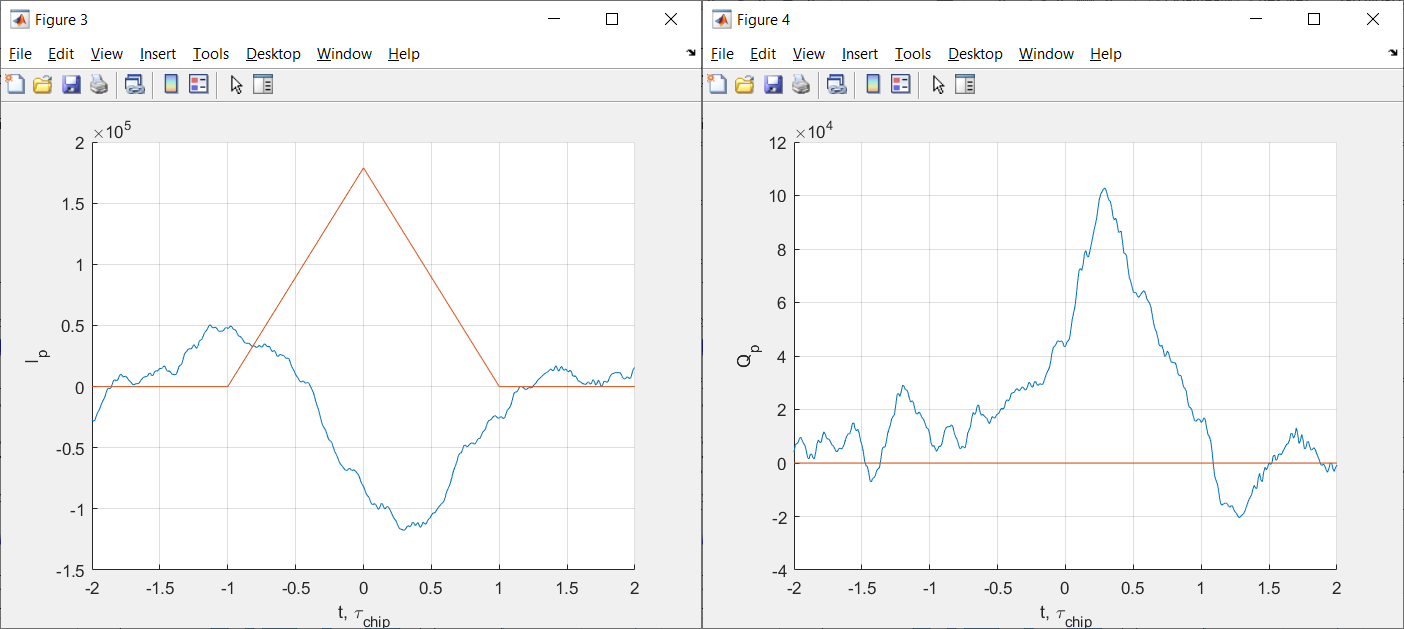 Figure 3
File Edit View Insert Tools Desktop Window Help
×10^5
2
1.5
1
0.5
0
-0.5
-1
-1.5
I_p
-2 -1.5 -1 -0.5 0 0.5 1 1.5 2
t, τ_chip
Figure 4
File Edit View Insert Tools Desktop Window Help
×10^4
12
10
8
6
4
2
0
-2
-4
Q_p
-2 -1.5 -1 -0.5 0 0.5 1 1.5 2
t, τ_chip